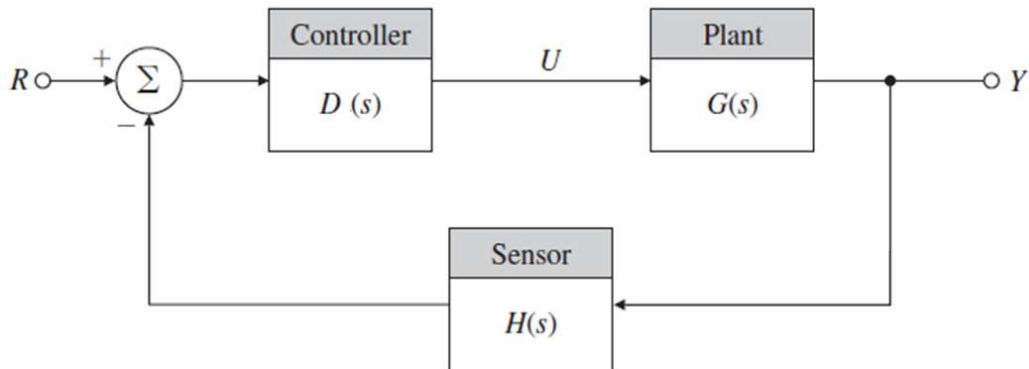 Controller
Plant
R
+
Σ
−
D (s)
U
G(s)
Y
Sensor
H(s)